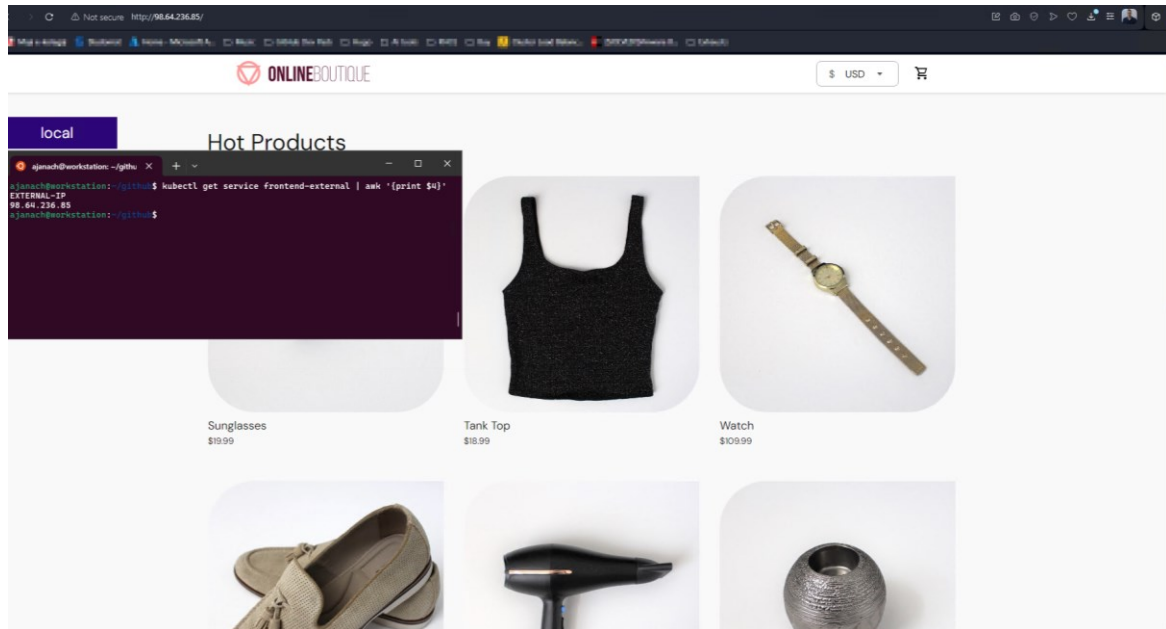 Not secure http://98.64.236.85/
ONLINEBOUTIQUE
$ USD
local
Hot Products
ajanach@workstation: ~/githu
ajanach@workstation:~/github$ kubectl get service frontend-external | awk '{print $4}'
EXTERNAL-IP
98.64.236.85
ajanach@workstation:~/github$
Sunglasses
$19.99
Tank Top
$18.99
Watch
$109.99